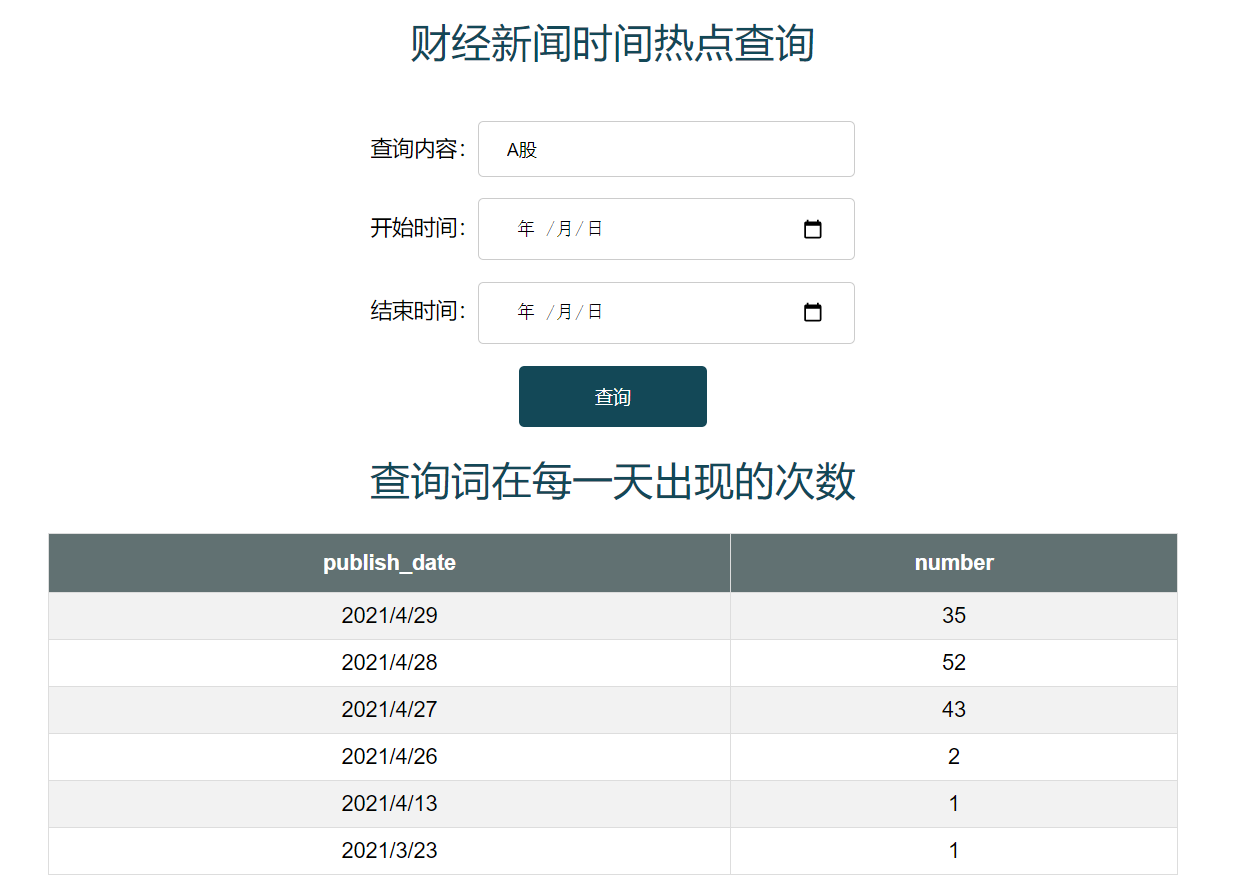 财经新闻时间热点查询
查询内容： A股
开始时间： 年 /月/日
结束时间： 年 /月/日
查询
查询词在每一天出现的次数
publish_date number
2021/4/29 35
2021/4/28 52
2021/4/27 43
2021/4/26 2
2021/4/13 1
2021/3/23 1